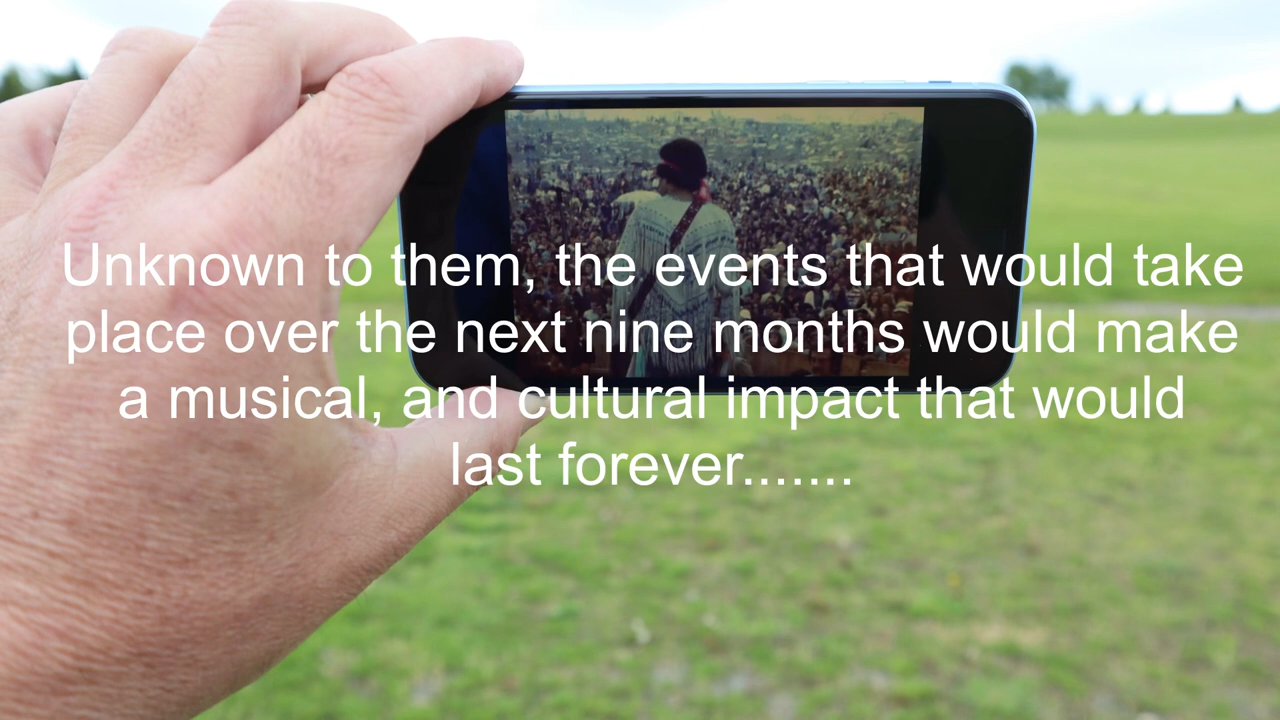 Unknown to them, the events that would take
place over the next nine months would make
a musical, and cultural impact that would
last forever.......